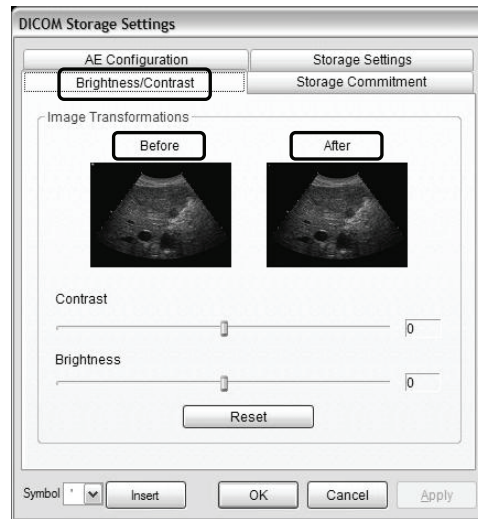 DICOM Storage Settings
AE Configuration Storage Settings
Brightness/Contrast Storage Commitment
Image Transformations
Before After
Contrast
0
Brightness
0
Reset
Symbol Insert OK Cancel Apply